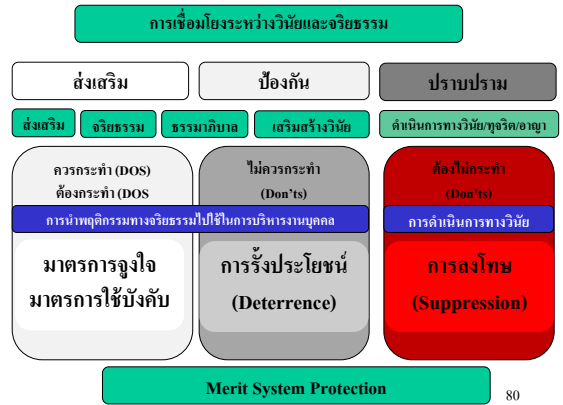 การเชื่อมโยงระหว่างวินัยและจริยธรรม
ส่งเสริม ป้องกัน ปราบปราม
ส่งเสริม จริยธรรม ธรรมาภิบาล เสริมสร้างวินัย ดำเนินการทางวินัย/ทุจริต/อาญา
ควรกระทำ (DOS) ไม่ควรกระทำ ต้องไม่กระทำ
ต้องกระทำ (DOS (Don'ts) (Don'ts)
การนำพฤติกรรมทางจริยธรรมไปใช้ในการบริหารงานบุคคล การดำเนินการทางวินัย
มาตรการจูงใจ การรั้งประโยชน์ การลงโทษ
มาตรการใช้บังคับ (Deterrence) (Suppression)
Merit System Protection
80